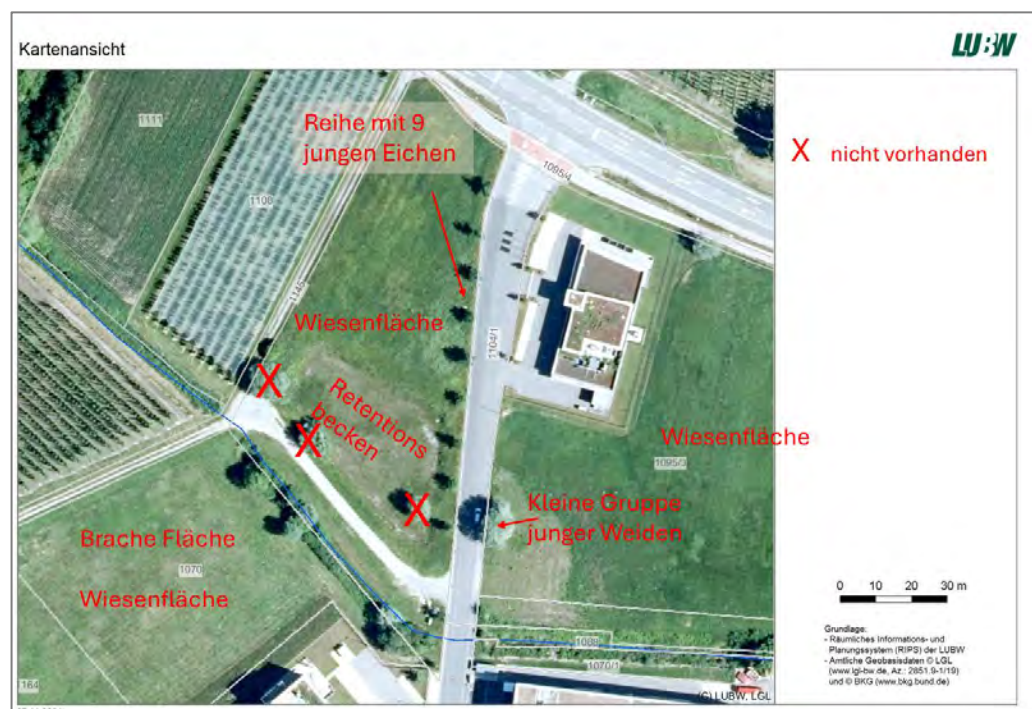 Kartenansicht
LUBW
1111
Reihe mit 9
jungen Eichen
1095/4
X nicht vorhanden
1108
1145
Wiesenfläche
1104/1
X
Retentions
becken
X
Wiesenfläche
1095/3
X
Kleine Gruppe
junger Weiden
Brache Fläche
1070
Wiesenfläche
0 10 20 30 m
Grundlage:
- Räumliches Informations- und
Planungssystem (RIPS) der LUBW
- Amtliche Geobasisdaten © LGL
(www.lgl-bw.de, Az.: 2851.9-1/19)
und © BKG (www.bkg.bund.de)
1070/1
164
(C) LUBW, LGL